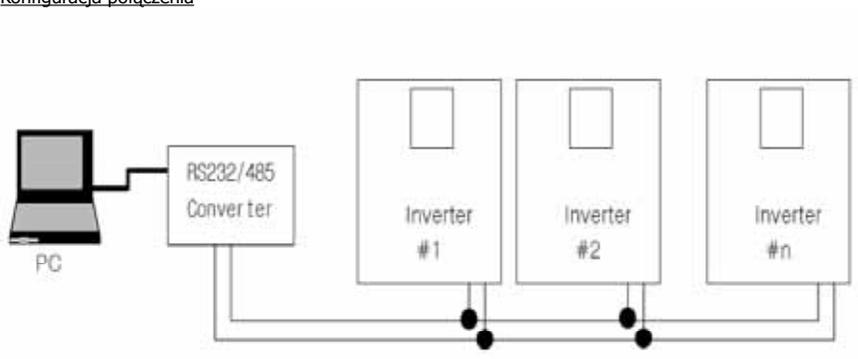 Konfiguracja połączenia
RS232/485
Converter
PC
Inverter
#1
Inverter
#2
Inverter
#n